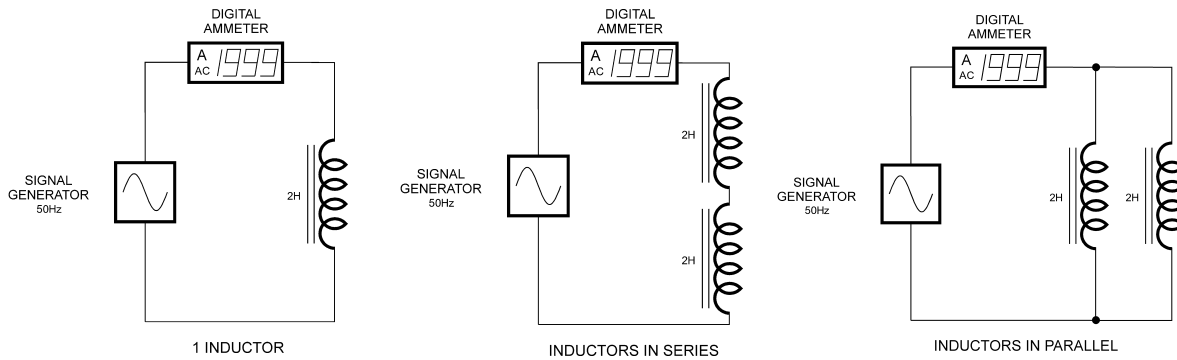 DIGITAL
AMMETER
A
AC
1999
SIGNAL
GENERATOR
50Hz
2H
1 INDUCTOR
DIGITAL
AMMETER
A
AC
1999
SIGNAL
GENERATOR
50Hz
2H
2H
INDUCTORS IN SERIES
DIGITAL
AMMETER
A
AC
1999
SIGNAL
GENERATOR
50Hz
2H
2H
INDUCTORS IN PARALLEL